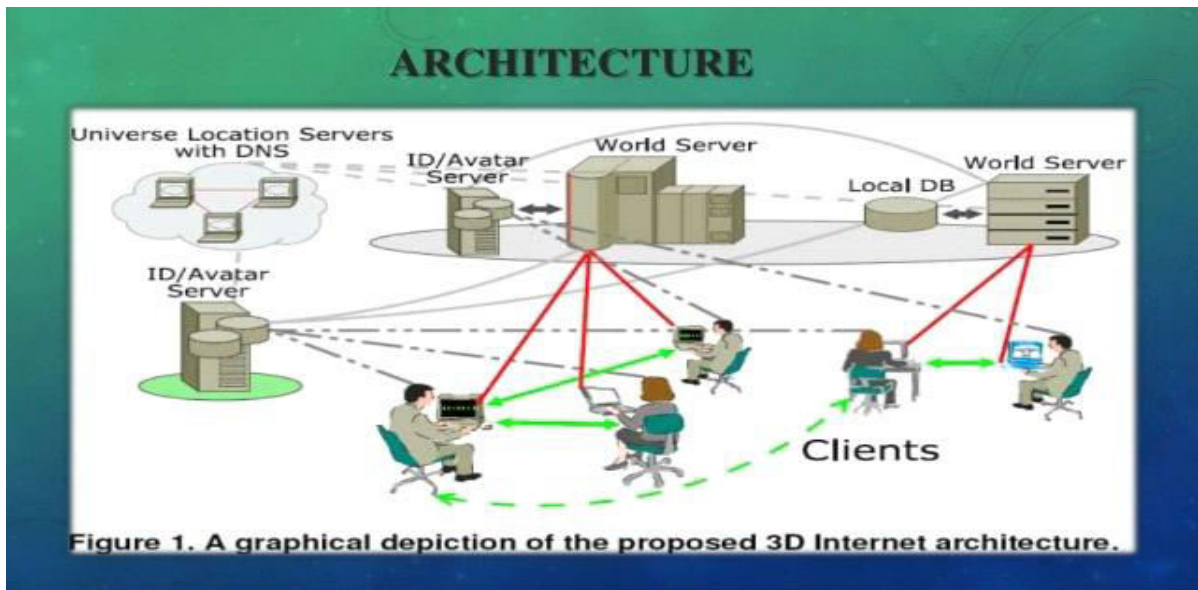 ARCHITECTURE
Universe Location Servers
with DNS
ID/Avatar
Server
World Server
Local DB
World Server
ID/Avatar
Server
Clients
Figure 1. A graphical depiction of the proposed 3D Internet architecture.